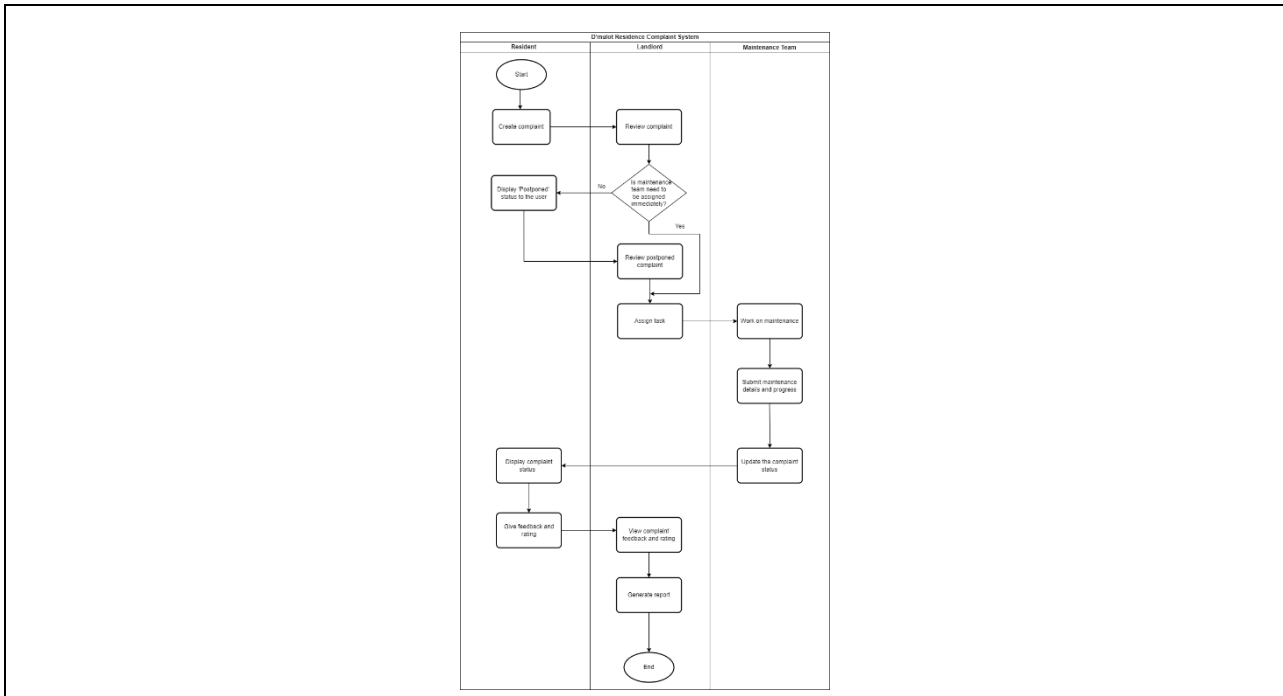 D'mulot Residence Complaint System
Resident
Landlord
Maintenance Team
Start
Create complaint
Review complaint
Is maintenance
team need to
be assigned
immediately?
No
Display 'Postponed'
status to the user
Yes
Review postponed
complaint
Assign task
Work on maintenance
Submit maintenance
details and progress
Display complaint
status
Update the complaint
status
Give feedback and
rating
View complaint
feedback and rating
Generate report
End